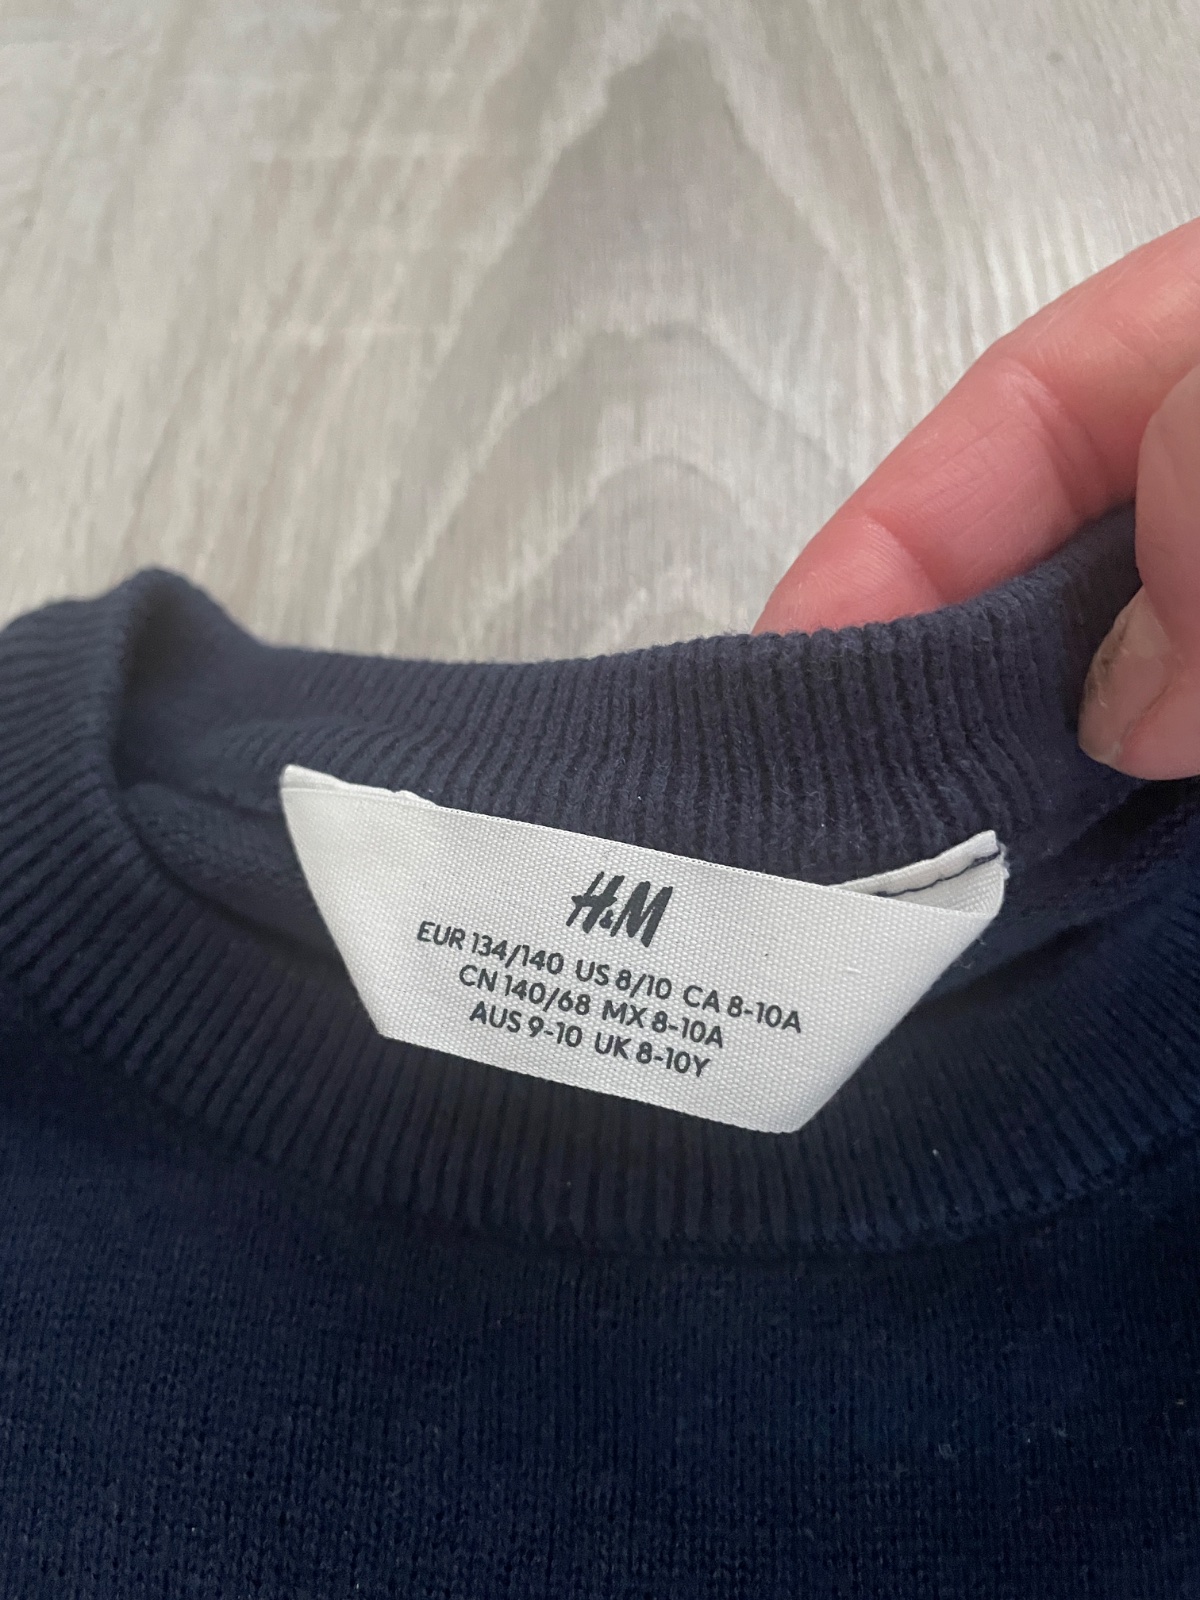 H&M
EUR 134/140 US 8/10 CA 8-10A
CN 140/68 MX 8-10A
AUS 9-10 UK 8-10Y